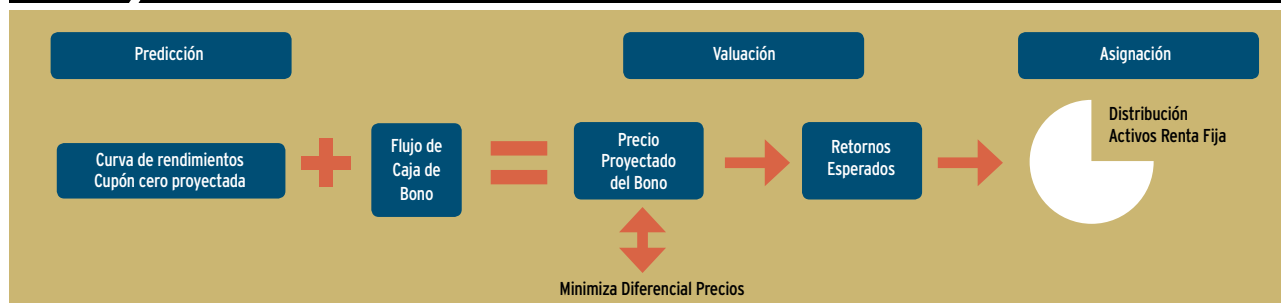 Predicción
Valuación
Asignación
Curva de rendimientos
Cupón cero proyectada
Flujo de
Caja de
Bono
Precio
Proyectado
del Bono
Retornos
Esperados
Distribución
Activos Renta Fija
Minimiza Diferencial Precios